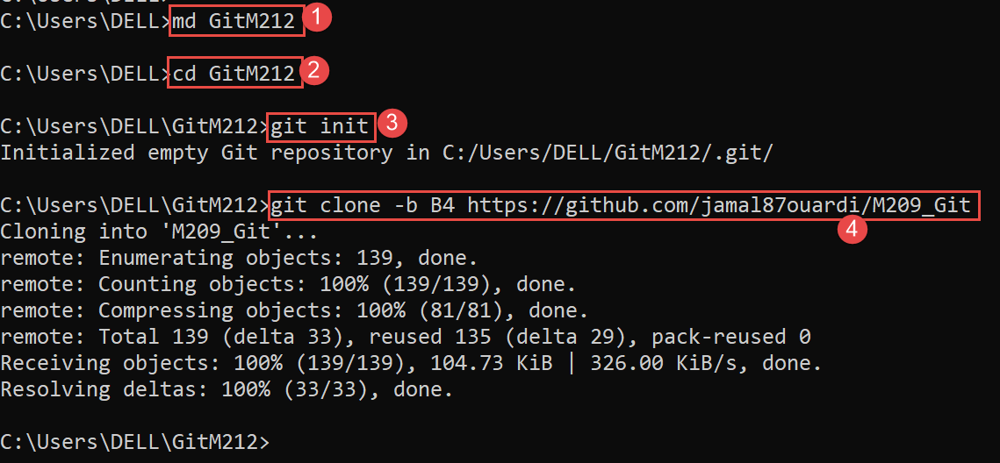 C:\Users\DELL>md GitM212 1
C:\Users\DELL>cd GitM212 2
C:\Users\DELL\GitM212>git init 3
Initialized empty Git repository in C:/Users/DELL/GitM212/.git/
C:\Users\DELL\GitM212>git clone -b B4 https://github.com/jamal87ouardi/M209_Git
4
Cloning into 'M209_Git'...
remote: Enumerating objects: 139, done.
remote: Counting objects: 100% (139/139), done.
remote: Compressing objects: 100% (81/81), done.
remote: Total 139 (delta 33), reused 135 (delta 29), pack-reused 0
Receiving objects: 100% (139/139), 104.73 KiB | 326.00 KiB/s, done.
Resolving deltas: 100% (33/33), done.
C:\Users\DELL\GitM212>